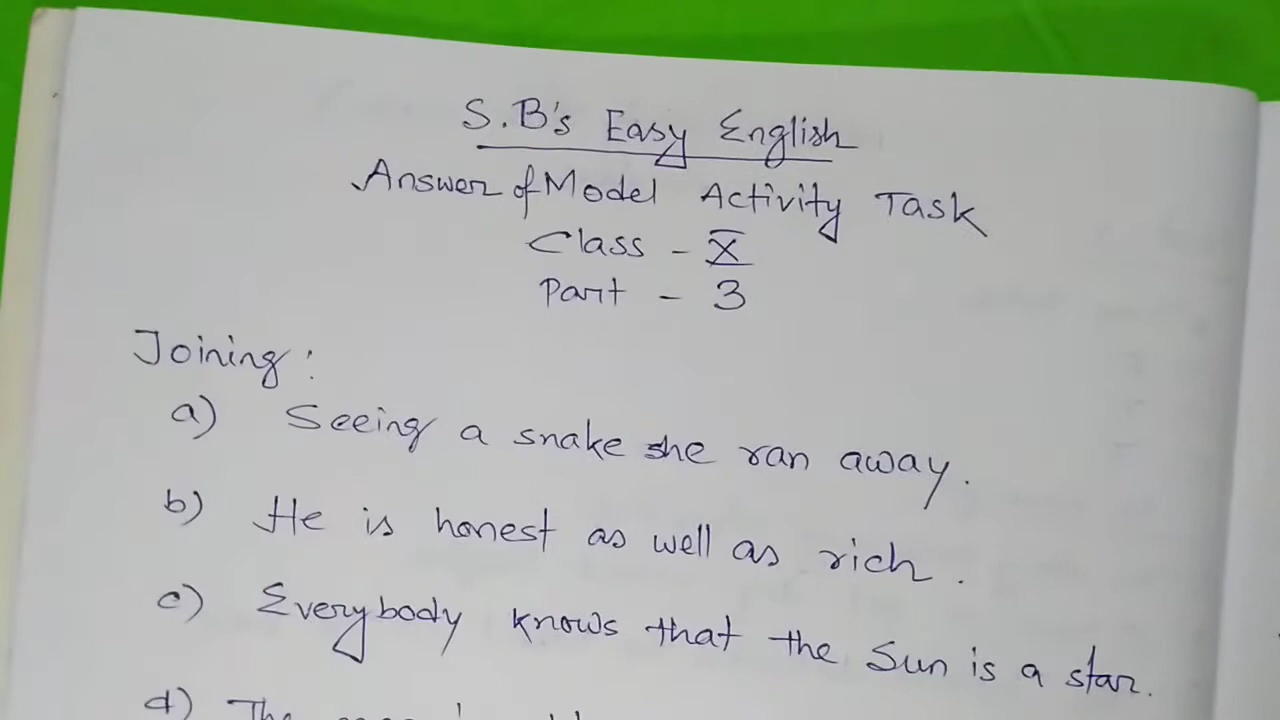 S.B's Easy English
Answer of Model Activity Task
Class - X
Part - 3
Joining:
a) Seeing a snake she ran away.
b) He is honest as well as rich.
c) Everybody knows that the Sun is a star.
d) The